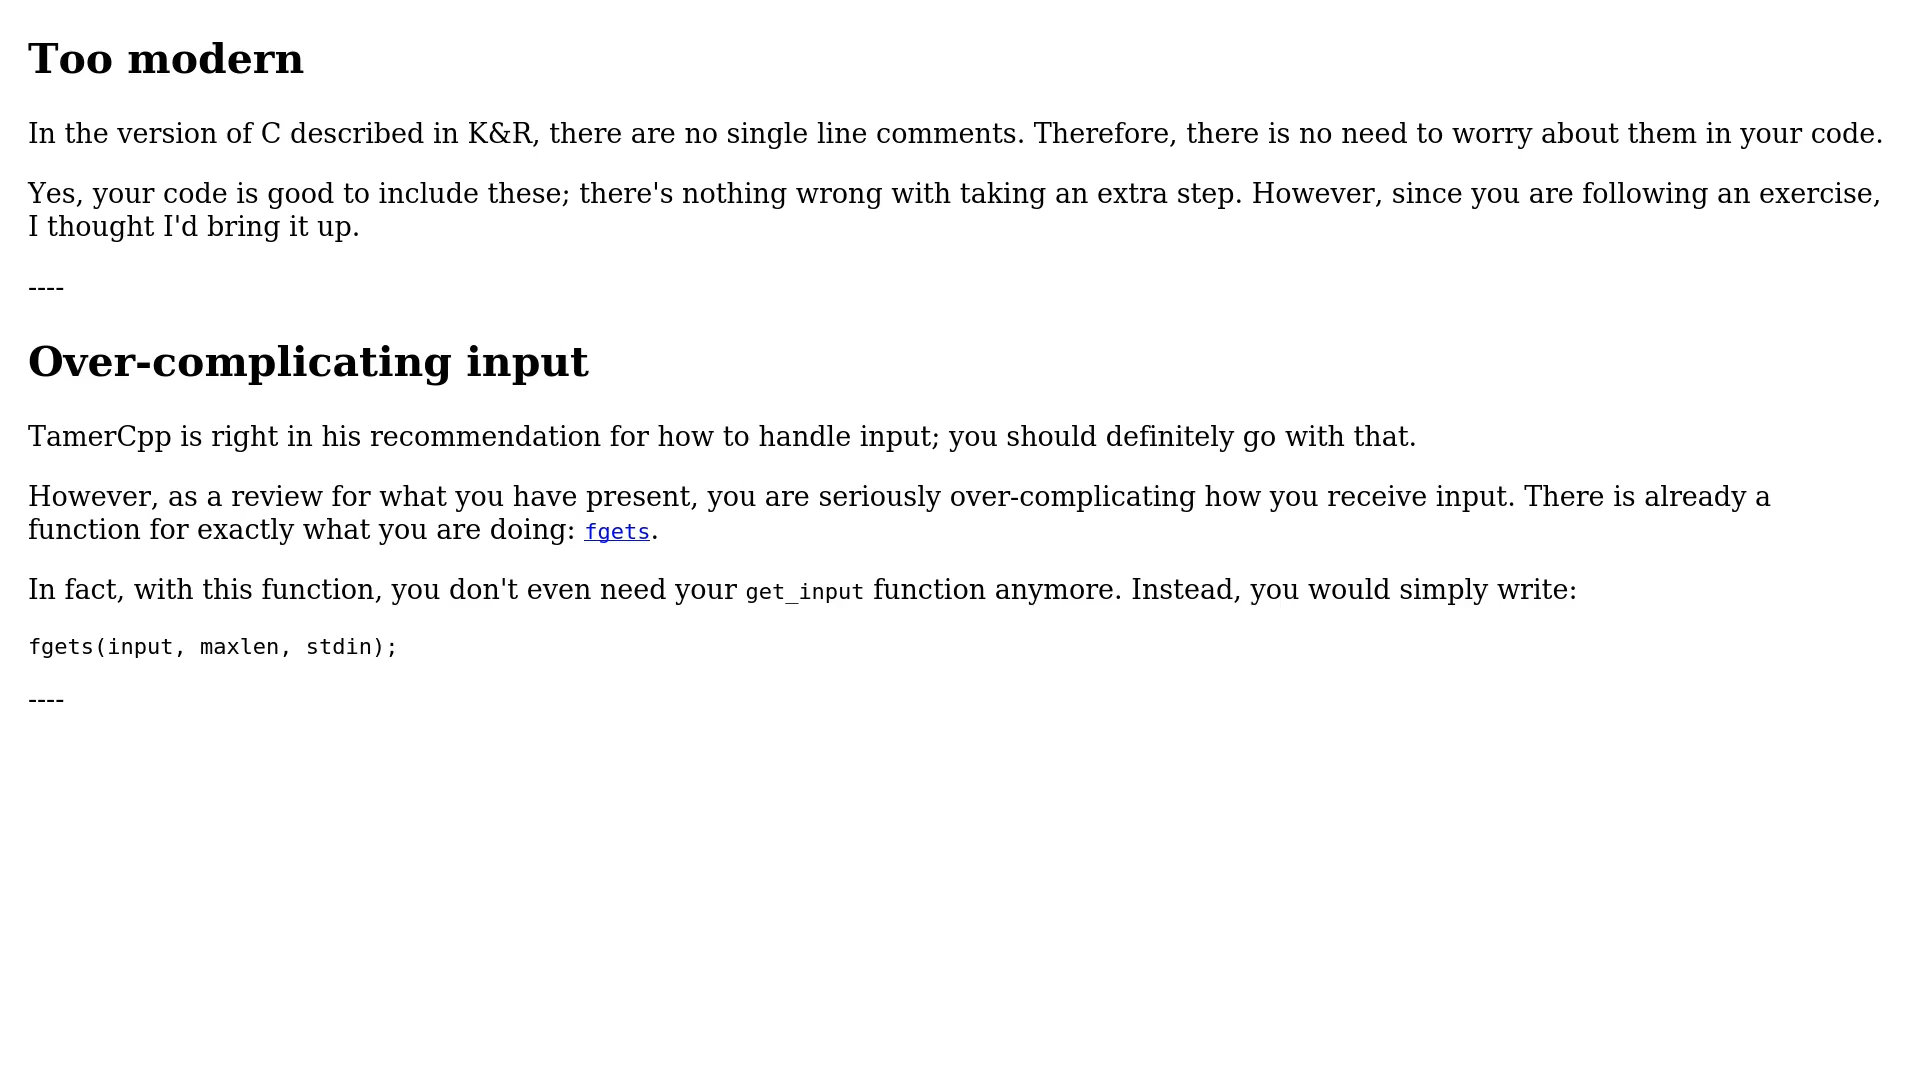 Too modern
In the version of C described in K&R, there are no single line comments. Therefore, there is no need to worry about them in your code.
Yes, your code is good to include these; there's nothing wrong with taking an extra step. However, since you are following an exercise,
I thought I'd bring it up.
----
Over-complicating input
TamerCpp is right in his recommendation for how to handle input; you should definitely go with that.
However, as a review for what you have present, you are seriously over-complicating how you receive input. There is already a
function for exactly what you are doing: fgets.
In fact, with this function, you don't even need your get_input function anymore. Instead, you would simply write:
fgets(input, maxlen, stdin);
----